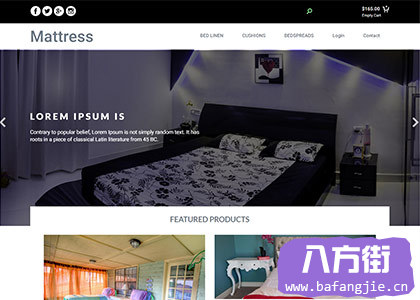 $165.00
Empty Cart
Mattress
BED LINEN CUSHIONS BEDSPREADS Login Contact
LOREM IPSUM IS
Contrary to popular belief, Lorem Ipsum is not simply random text. It has
roots in a piece of classical Latin literature from 45 BC.
FEATURED PRODUCTS
八方街
www.bafangjie.cn